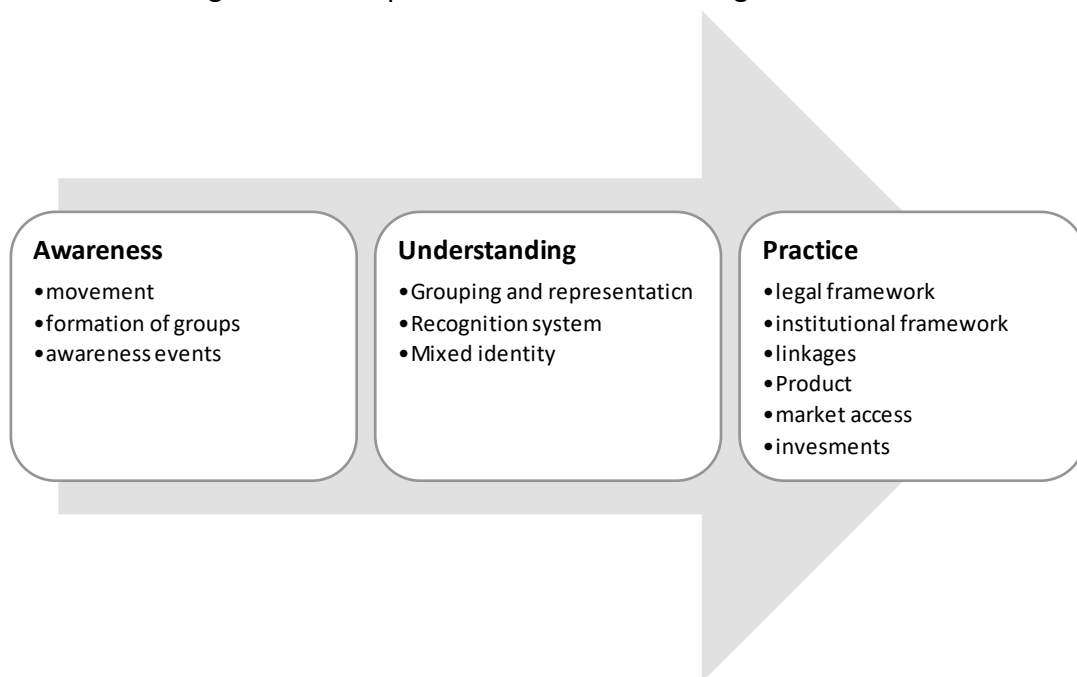 Awareness
•movement
•formation of groups
•awareness events
Understanding
•Grouping and representaticn
•Recognition system
•Mixed identity
Practice
•legal framework
•institutional framework
•linkages
•Product
•market access
•invesments